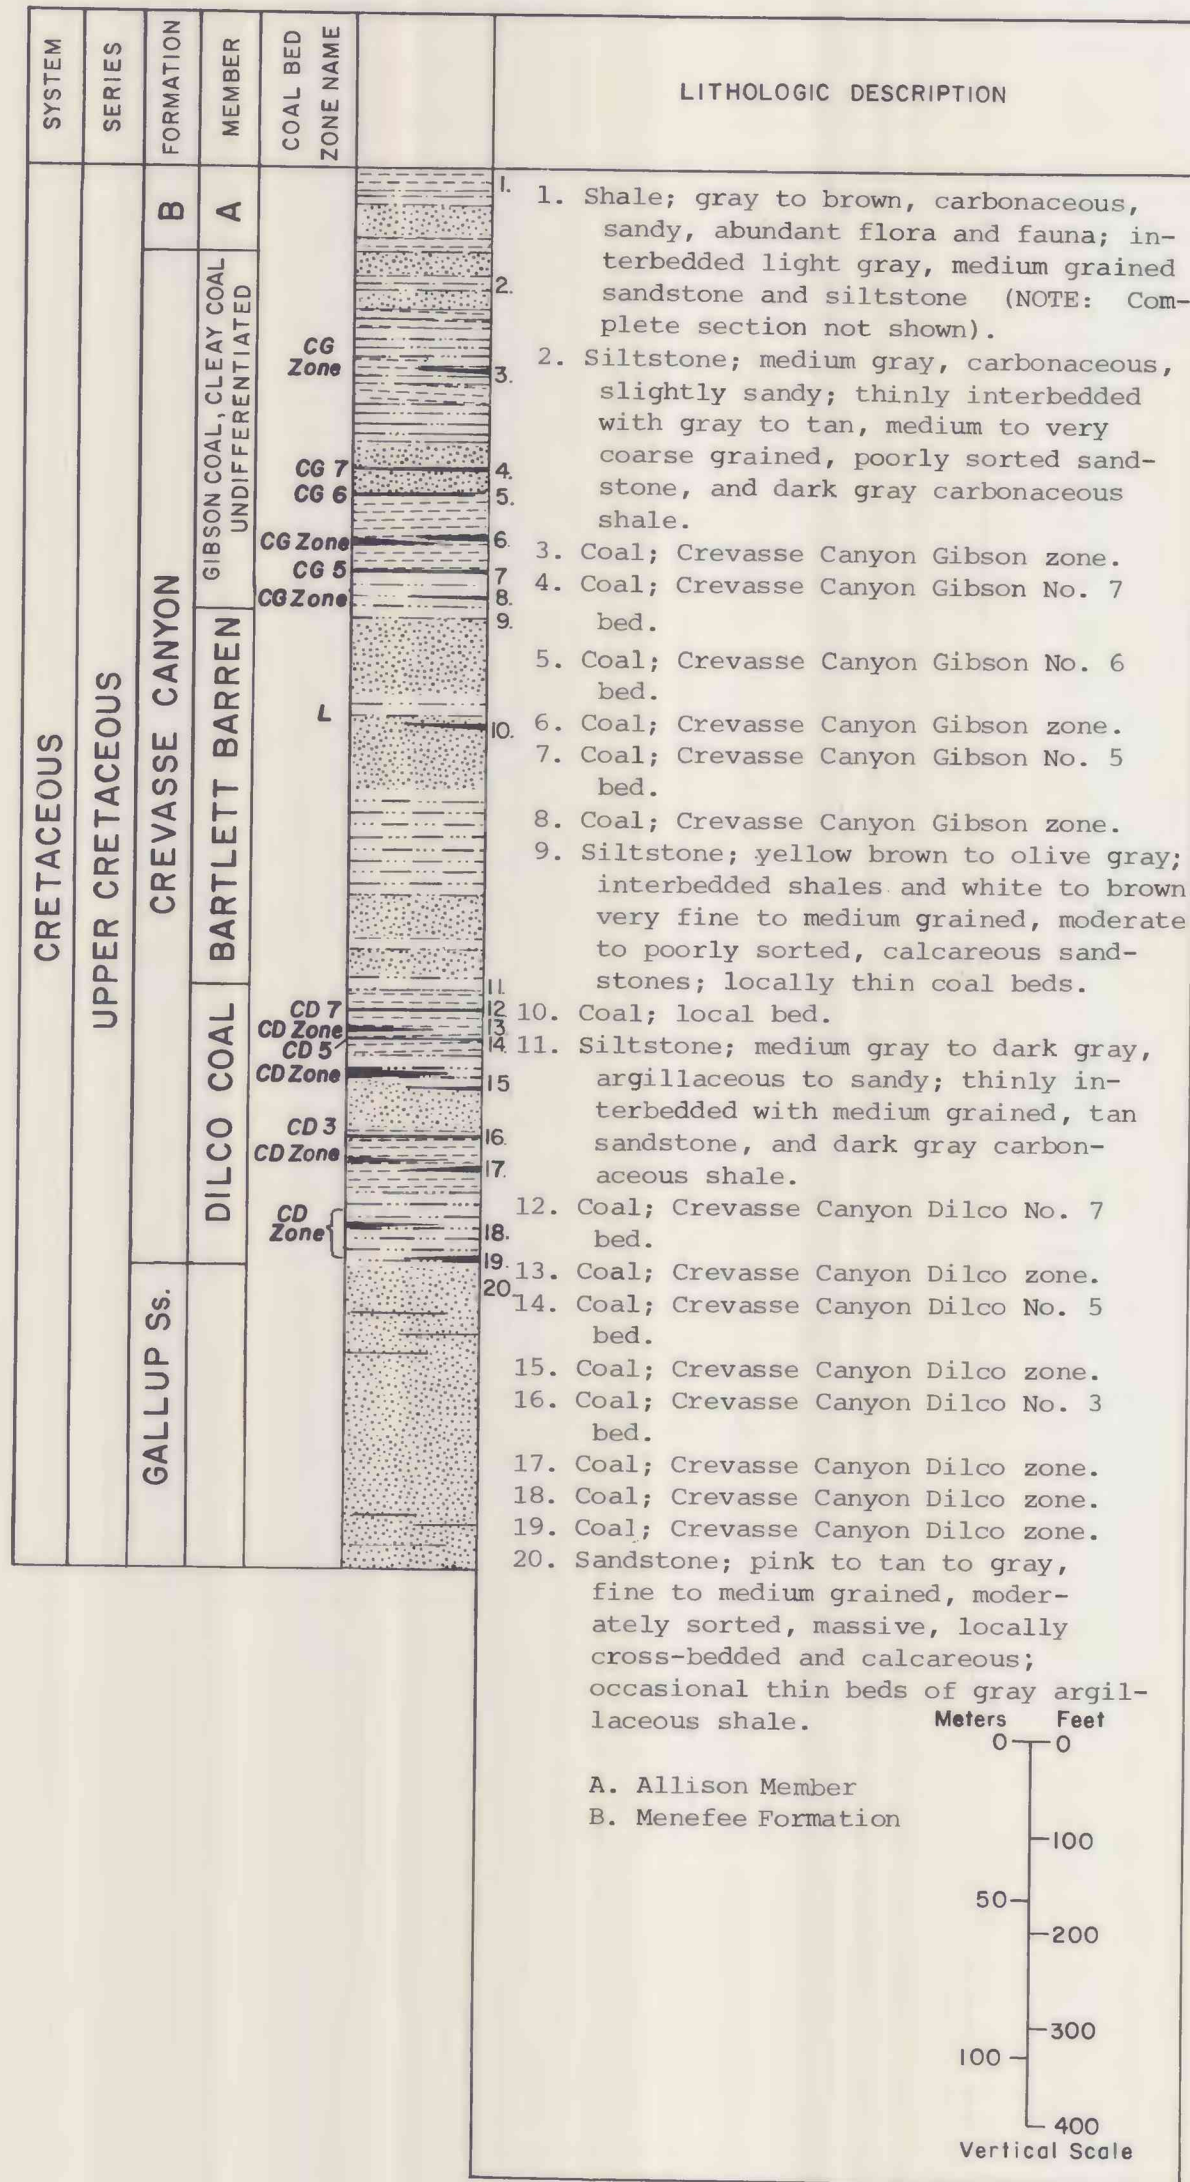 SYSTEM
SERIES
FORMATION
MEMBER
COAL BED
ZONE NAME
LITHOLOGIC DESCRIPTION
CRETACEOUS
UPPER CRETACEOUS
B
CREVASSE CANYON
GALLUP Ss.
A
GIBSON COAL, CLEAY COAL
UNDIFFERENTIATED
BARTLETT BARREN
DILCO COAL
CG
Zone
CG 7
CG 6
CG Zone
CG 5
CG Zone
L
CD 7
CD Zone
CD 5
CD Zone
CD 3
CD Zone
CD
Zone
1.
2.
3.
4.
5.
6.
7
8.
9.
10.
11.
12
13.
14.
15
16.
17.
18.
19.
20.
1. Shale; gray to brown, carbonaceous,
sandy, abundant flora and fauna; in-
terbedded light gray, medium grained
sandstone and siltstone (NOTE: Com-
plete section not shown).
2. Siltstone; medium gray, carbonaceous,
slightly sandy; thinly interbedded
with gray to tan, medium to very
coarse grained, poorly sorted sand-
stone, and dark gray carbonaceous
shale.
3. Coal; Crevasse Canyon Gibson zone.
4. Coal; Crevasse Canyon Gibson No. 7
bed.
5. Coal; Crevasse Canyon Gibson No. 6
bed.
6. Coal; Crevasse Canyon Gibson zone.
7. Coal; Crevasse Canyon Gibson No. 5
bed.
8. Coal; Crevasse Canyon Gibson zone.
9. Siltstone; yellow brown to olive gray;
interbedded shales and white to brown
very fine to medium grained, moderate
to poorly sorted, calcareous sand-
stones; locally thin coal beds.
10. Coal; local bed.
11. Siltstone; medium gray to dark gray,
argillaceous to sandy; thinly in-
terbedded with medium grained, tan
sandstone, and dark gray carbon-
aceous shale.
12. Coal; Crevasse Canyon Dilco No. 7
bed.
13. Coal; Crevasse Canyon Dilco zone.
14. Coal; Crevasse Canyon Dilco No. 5
bed.
15. Coal; Crevasse Canyon Dilco zone.
16. Coal; Crevasse Canyon Dilco No. 3
bed.
17. Coal; Crevasse Canyon Dilco zone.
18. Coal; Crevasse Canyon Dilco zone.
19. Coal; Crevasse Canyon Dilco zone.
20. Sandstone; pink to tan to gray,
fine to medium grained, moder-
ately sorted, massive, locally
cross-bedded and calcareous;
occasional thin beds of gray argil-
laceous shale.
A. Allison Member
B. Menefee Formation
Meters Feet
0 0
100
50
200
300
100
400
Vertical Scale